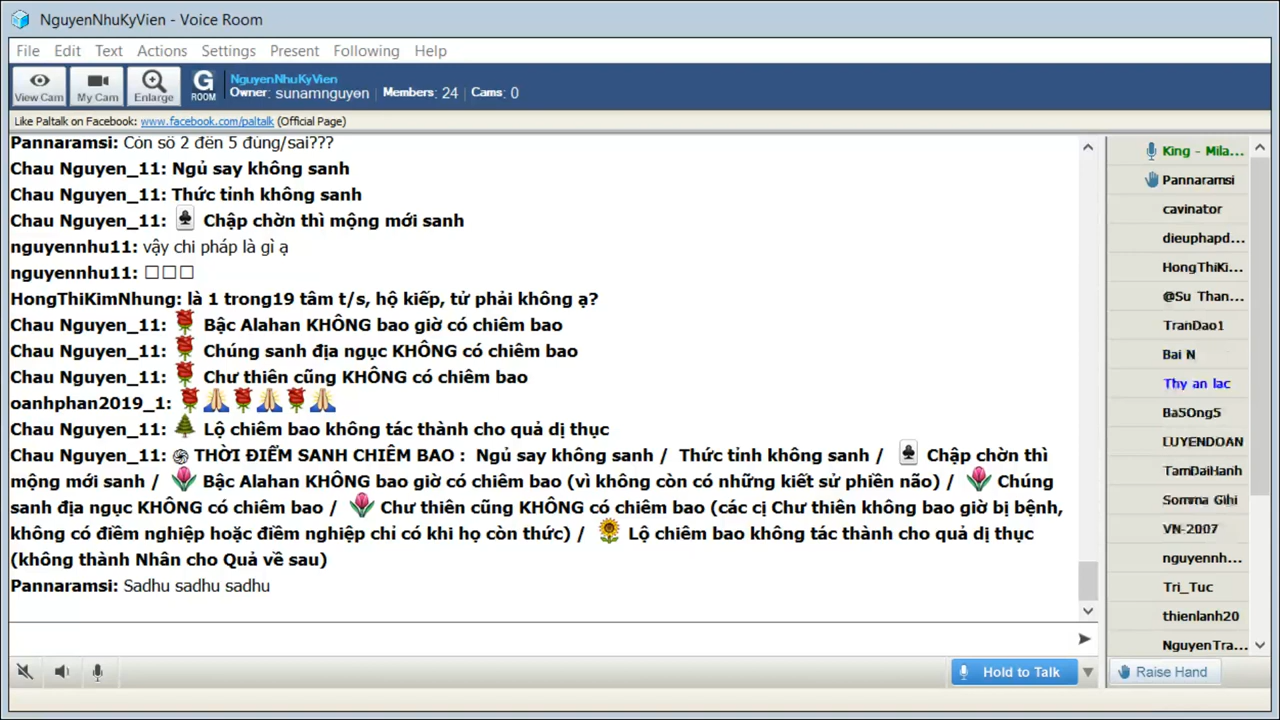 NguyenNhuKyVien - Voice Room
File Edit Text Actions Settings Present Following Help
View Cam My Cam Enlarge G ROOM
NguyenNhuKyVien
Owner: sunamnguyen Members: 24 Cams: 0
Like Paltalk on Facebook: www.facebook.com/paltalk (Official Page)
Pannaramsi: Còn số 2 đến 5 đúng/sai???
Chau Nguyen_11: Ngủ say không sanh
Chau Nguyen_11: Thức tỉnh không sanh
Chau Nguyen_11: Chập chờn thì mộng mới sanh
nguyennhu11: vậy chi pháp là gì ạ
nguyennhu11: □□□
HongThiKimNhung: là 1 trong19 tâm t/s, hộ kiếp, tử phải không ạ?
Chau Nguyen_11: Bậc Alahan KHÔNG bao giờ có chiêm bao
Chau Nguyen_11: Chúng sanh địa ngục KHÔNG có chiêm bao
Chau Nguyen_11: Chư thiên cũng KHÔNG có chiêm bao
oanhphan2019_1:
Chau Nguyen_11: Lộ chiêm bao không tác thành cho quả dị thục
Chau Nguyen_11: THỜI ĐIỂM SANH CHIÊM BAO : Ngủ say không sanh / Thức tỉnh không sanh / Chập chờn thì
mộng mới sanh / Bậc Alahan KHÔNG bao giờ có chiêm bao (vì không còn có những kiết sử phiền não) / Chúng
sanh địa ngục KHÔNG có chiêm bao / Chư thiên cũng KHÔNG có chiêm bao (các cị Chư thiên không bao giờ bị bệnh,
không có điềm nghiệp hoặc điềm nghiệp chỉ có khi họ còn thức) / Lộ chiêm bao không tác thành cho quả dị thục
(không thành Nhân cho Quả về sau)
Pannaramsi: Sadhu sadhu sadhu
King - Mila...
Pannaramsi
cavinator
dieuphapd...
HongThiKi...
@Su Than...
TranDao1
Bai N
Thy an lac
Ba5Ong5
LUYENDOAN
TamDaiHanh
Somma Gihi
VN-2007
nguyennh...
Tri_Tuc
thienlanh20
NguyenTra...
Hold to Talk
Raise Hand